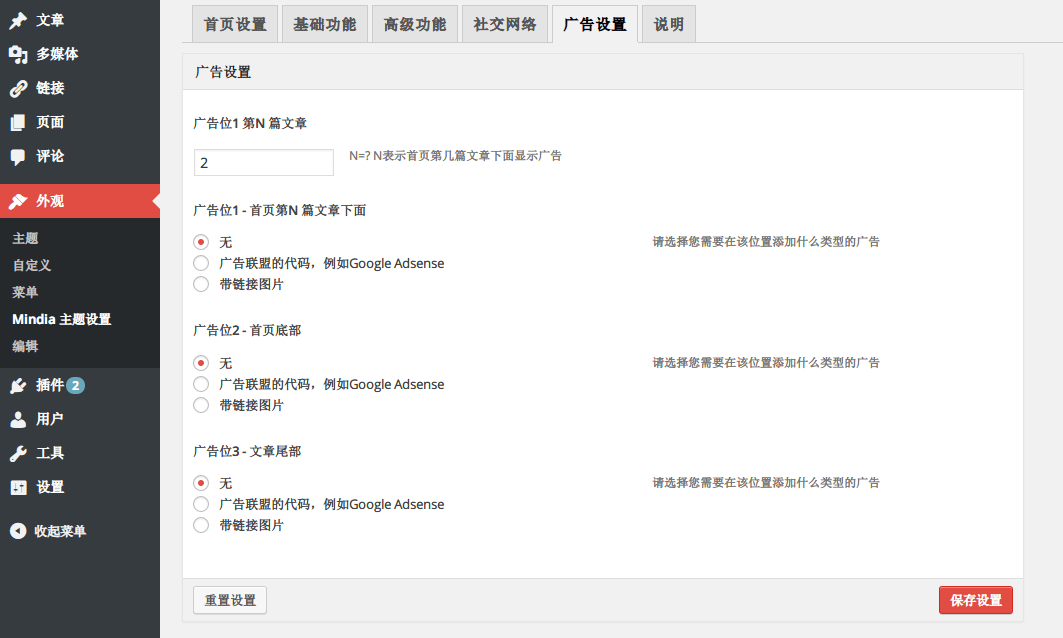 文章
多媒体
链接
页面
评论
外观
主题
自定义
菜单
Mindia 主题设置
编辑
插件 2
用户
工具
设置
收起菜单
首页设置 基础功能 高级功能 社交网络 广告设置 说明
广告设置
广告位1 第N 篇文章
2 N=? N表示首页第几篇文章下面显示广告
广告位1 - 首页第N 篇文章下面
无 请选择您需要在该位置添加什么类型的广告
广告联盟的代码，例如Google Adsense
带链接图片
广告位2 - 首页底部
无 请选择您需要在该位置添加什么类型的广告
广告联盟的代码，例如Google Adsense
带链接图片
广告位3 - 文章尾部
无 请选择您需要在该位置添加什么类型的广告
广告联盟的代码，例如Google Adsense
带链接图片
重置设置 保存设置